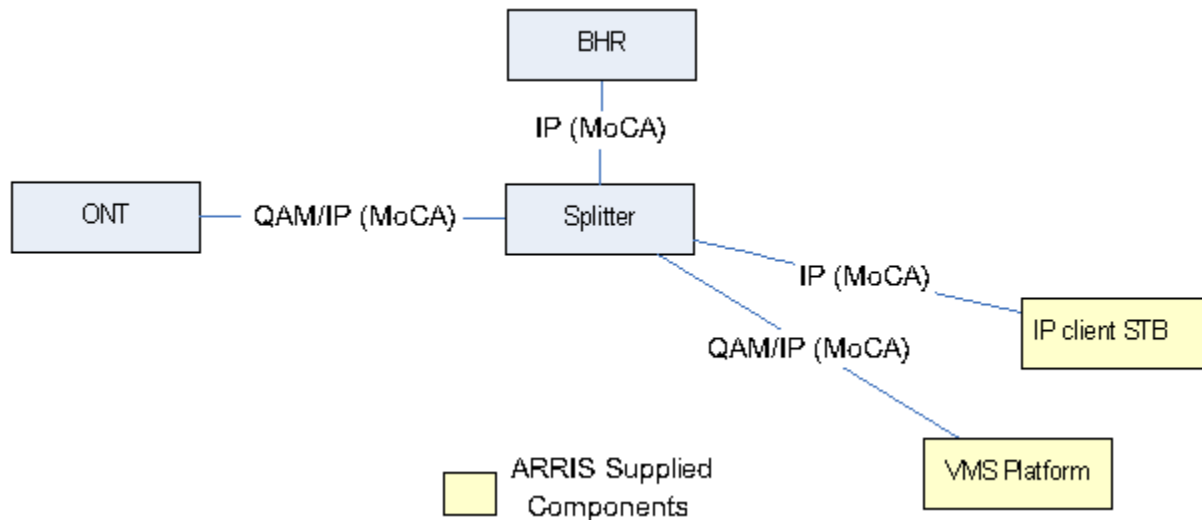 BHR
IP (MoCA)
ONT
QAM/IP (MoCA)
Splitter
IP (MoCA)
IP client STB
QAM/IP (MoCA)
VMS Platform
ARRIS Supplied
Components